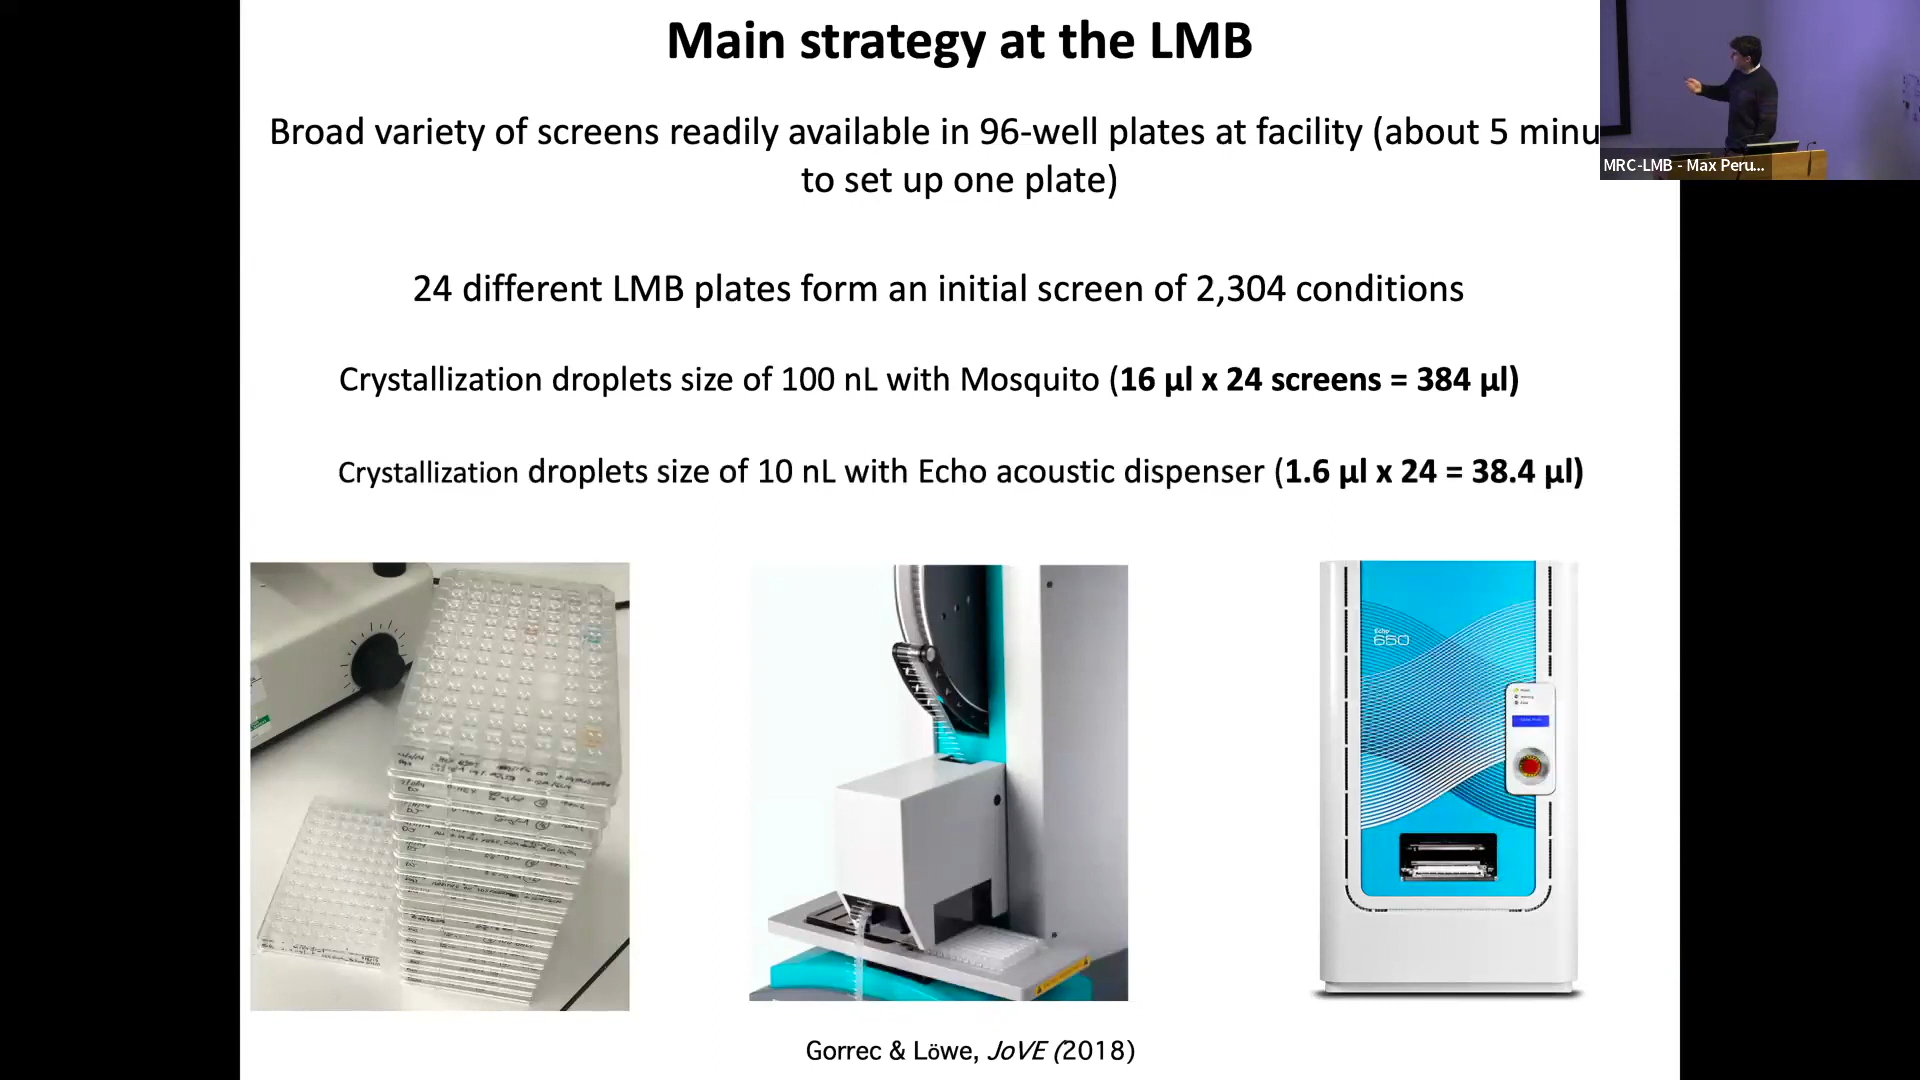 Main strategy at the LMB
Broad variety of screens readily available in 96-well plates at facility (about 5 minu
to set up one plate)
MRC-LMB - Max Peru...
24 different LMB plates form an initial screen of 2,304 conditions
Crystallization droplets size of 100 nL with Mosquito (16 µl x 24 screens = 384 µl)
Crystallization droplets size of 10 nL with Echo acoustic dispenser (1.6 µl x 24 = 38.4 µl)
Echo
650
Gorrec & Löwe, JoVE (2018)